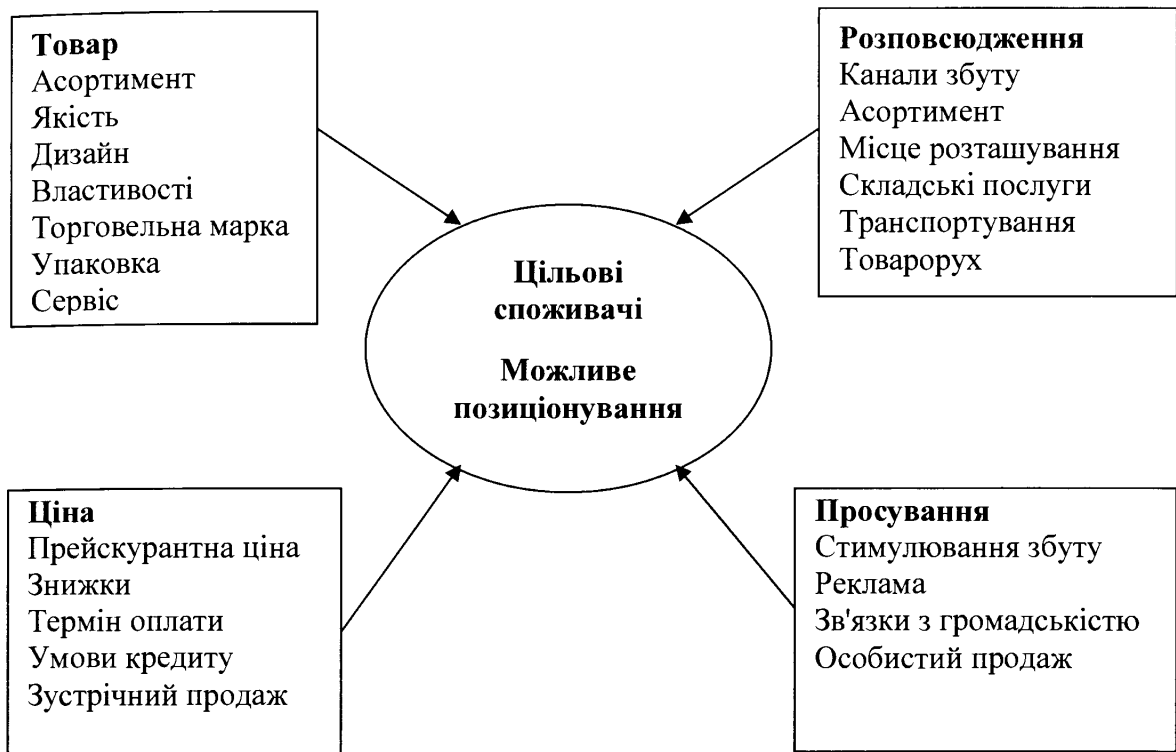 Товар
Асортимент
Якість
Дизайн
Властивості
Торговельна марка
Упаковка
Сервіс
Розповсюдження
Канали збуту
Асортимент
Місце розташування
Складські послуги
Транспортування
Товарорух
Цільові
споживачі
Можливе
позиціонування
Ціна
Прейскурантна ціна
Знижки
Термін оплати
Умови кредиту
Зустрічний продаж
Просування
Стимулювання збуту
Реклама
Зв'язки з громадськістю
Особистий продаж